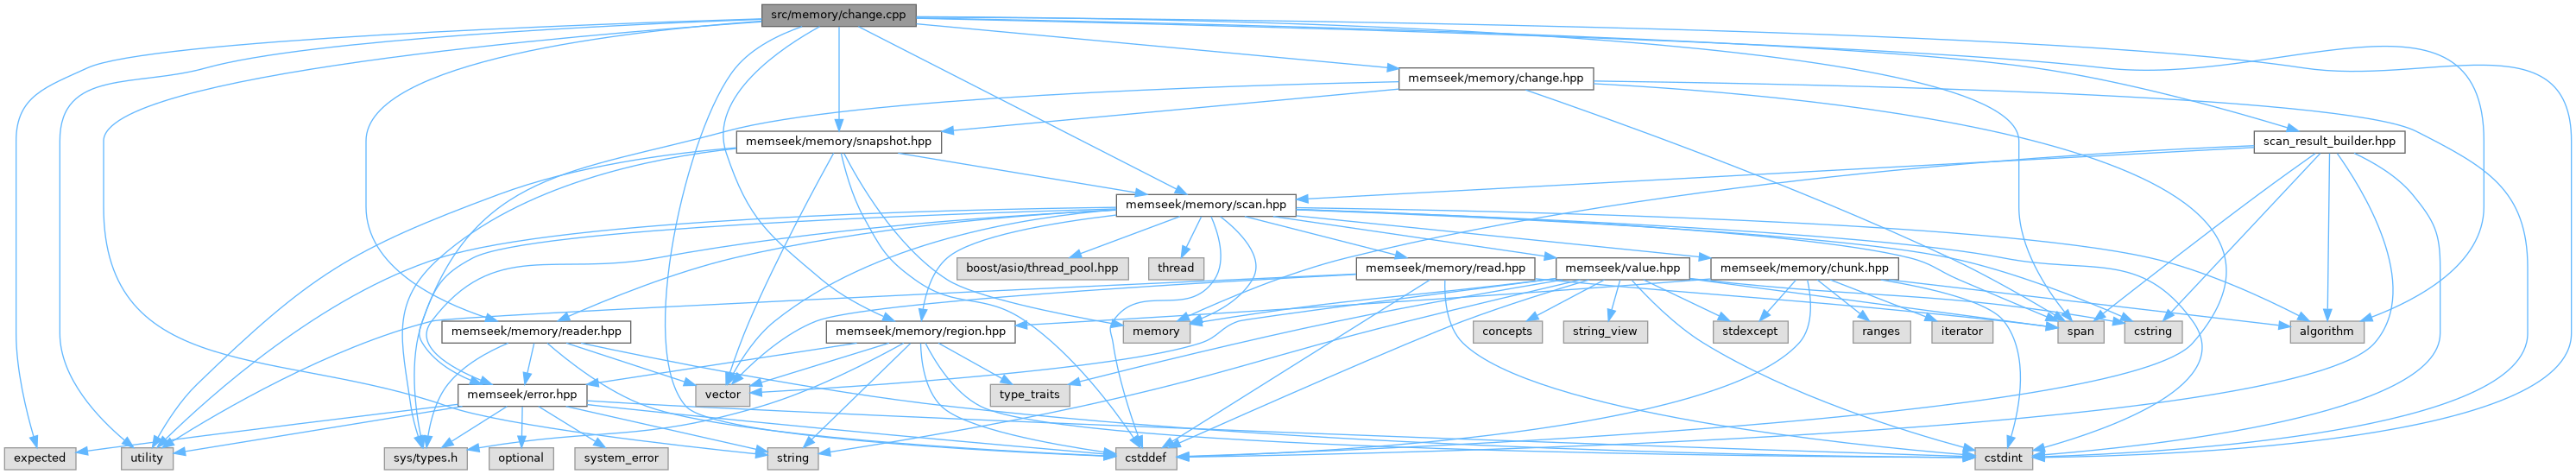 src/memory/change.cpp
memseek/memory/change.hpp
memseek/memory/snapshot.hpp
scan_result_builder.hpp
memseek/memory/scan.hpp
boost/asio/thread_pool.hpp
thread
memseek/memory/read.hpp
memseek/value.hpp
memseek/memory/chunk.hpp
memseek/memory/reader.hpp
memseek/memory/region.hpp
memory
concepts
string_view
stdexcept
ranges
iterator
span
cstring
algorithm
memseek/error.hpp
vector
type_traits
expected
utility
sys/types.h
optional
system_error
string
cstddef
cstdint